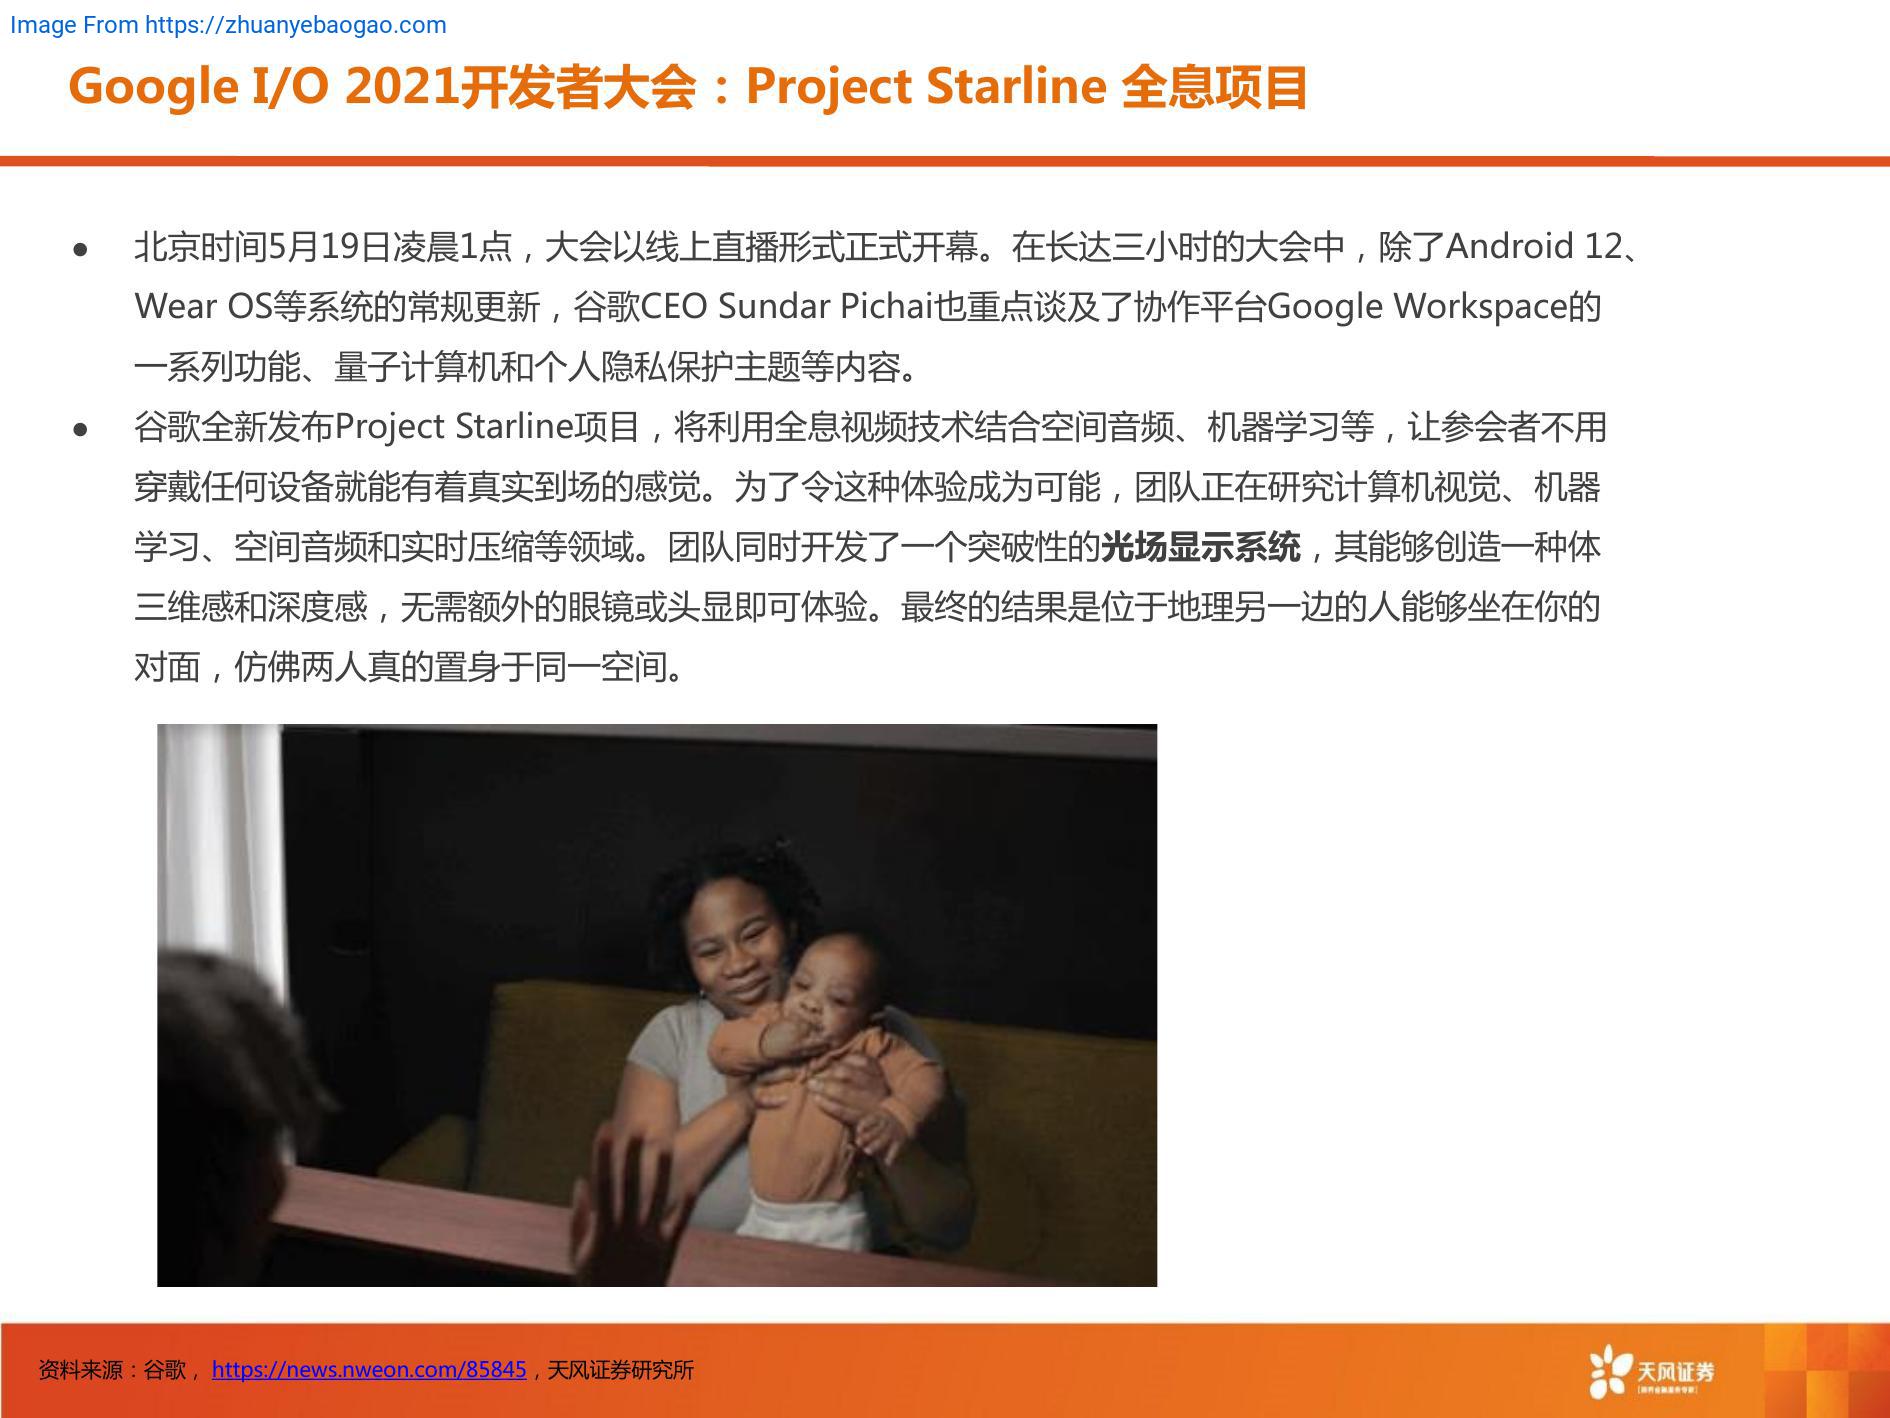 Image From https://zhuanyebaogao.com
Google I/O 2021开发者大会：Project Starline 全息项目
● 北京时间5月19日凌晨1点，大会以线上直播形式正式开幕。在长达三小时的大会中，除了Android 12、
Wear OS等系统的常规更新，谷歌CEO Sundar Pichai也重点谈及了协作平台Google Workspace的
一系列功能、量子计算机和个人隐私保护主题等内容。
● 谷歌全新发布Project Starline项目，将利用全息视频技术结合空间音频、机器学习等，让参会者不用
穿戴任何设备就能有着真实到场的感觉。为了令这种体验成为可能，团队正在研究计算机视觉、机器
学习、空间音频和实时压缩等领域。团队同时开发了一个突破性的光场显示系统，其能够创造一种体
三维感和深度感，无需额外的眼镜或头显即可体验。最终的结果是位于地理另一边的人能够坐在你的
对面，仿佛两人真的置身于同一空间。
资料来源：谷歌，https://news.nweon.com/85845，天风证券研究所
天风证券